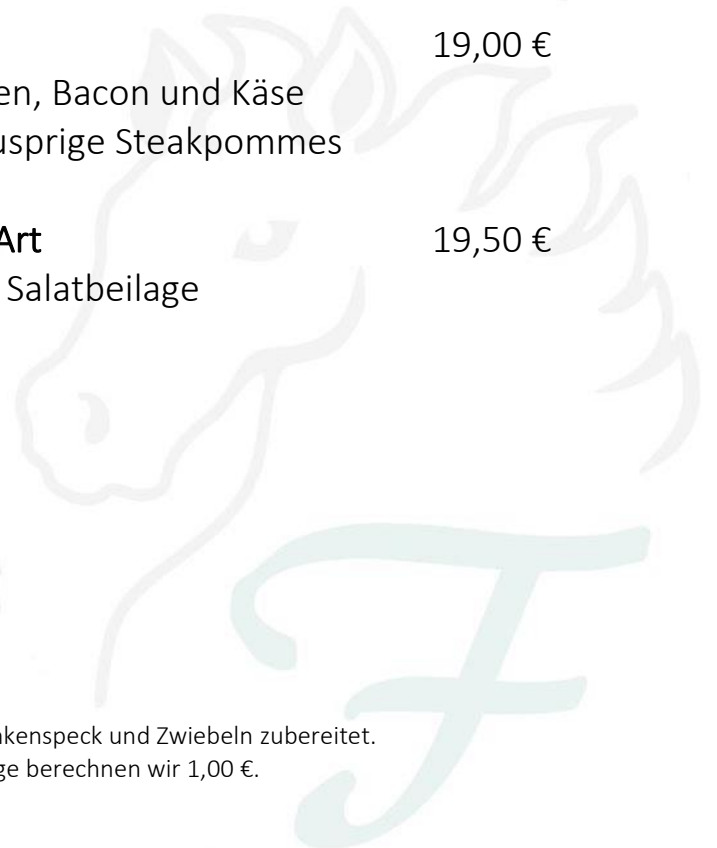 19,00 €
en, Bacon und Käse
usprige Steakpommes
Art 19,50 €
Salatbeilage
F
kenspeck und Zwiebeln zubereitet.
ge berechnen wir 1,00 €.